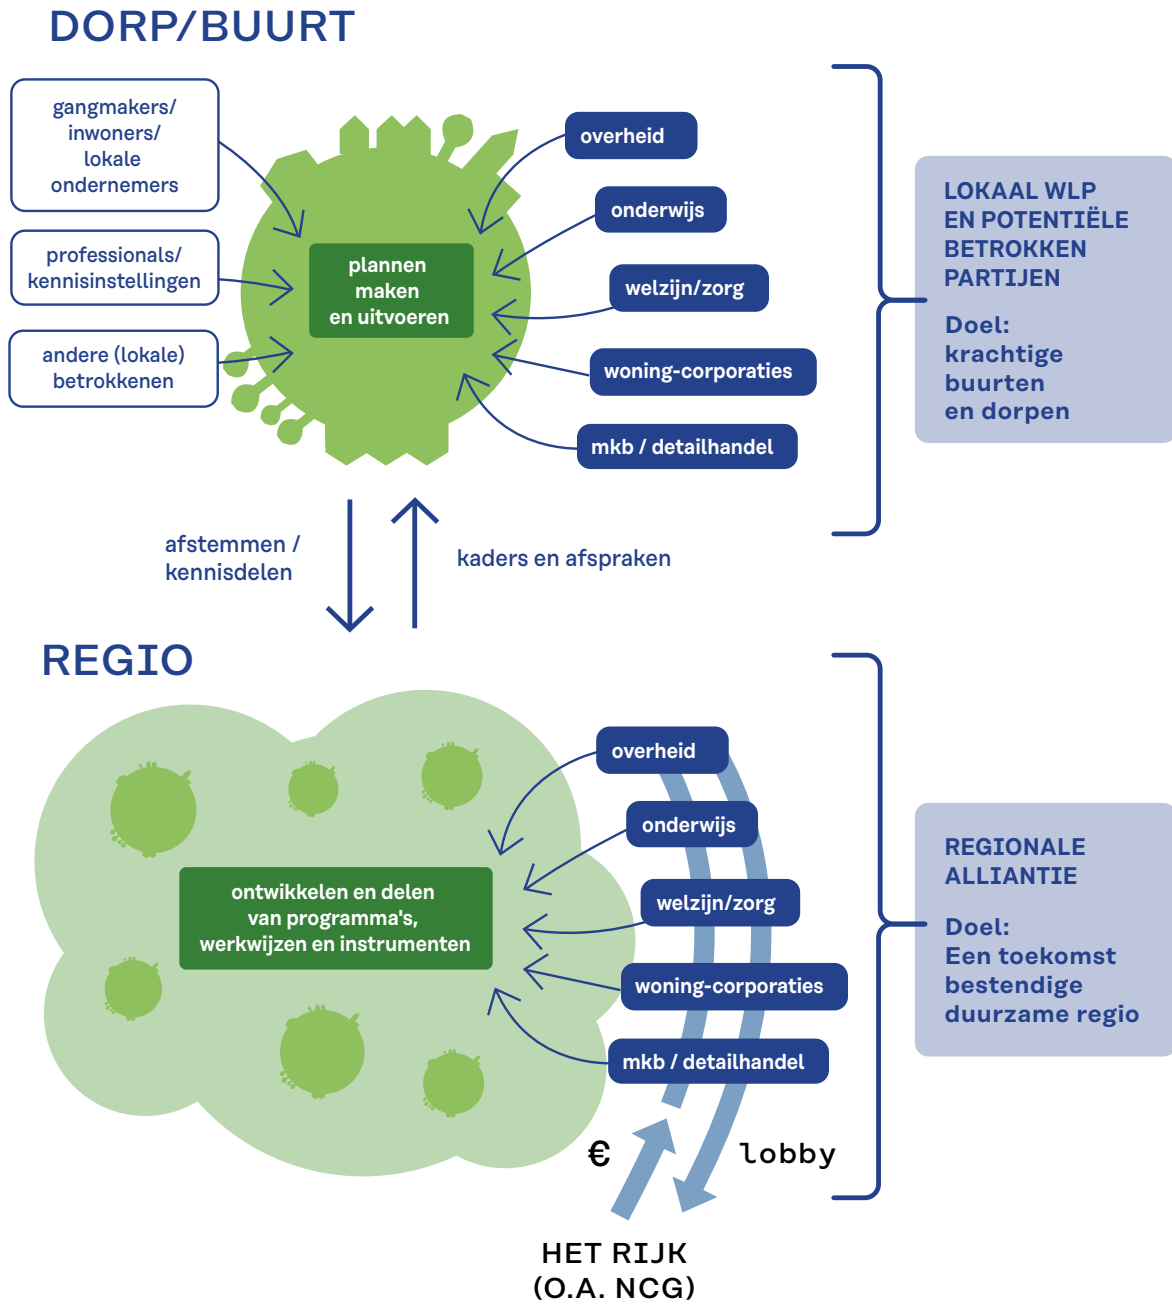 DORP/BUURT
gangmakers/
inwoners/
lokale
ondernemers
professionals/
kennisinstellingen
andere (lokale)
betrokkenen
plannen
maken
en uitvoeren
overheid
onderwijs
welzijn/zorg
woning-corporaties
mkb / detailhandel
LOKAAL WLP
EN POTENTIËLE
BETROKKEN
PARTIJEN
Doel:
krachtige
buurten
en dorpen
afstemmen /
kennisdelen
kaders en afspraken
REGIO
ontwikkelen en delen
van programma's,
werkwijzen en instrumenten
overheid
onderwijs
welzijn/zorg
woning-corporaties
mkb / detailhandel
REGIONALE
ALLIANTIE
Doel:
Een toekomst
bestendige
duurzame regio
€
lobby
HET RIJK
(O.A. NCG)